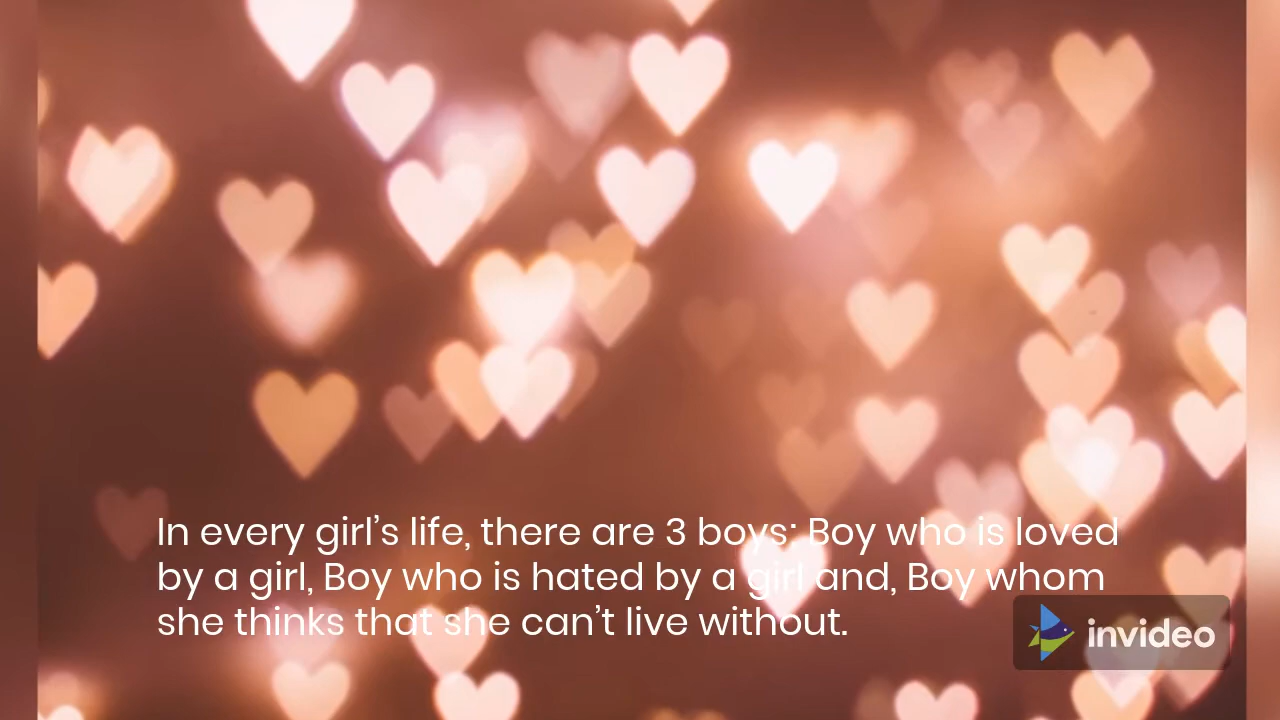 In every girl’s life, there are 3 boys: Boy who is loved
by a girl, Boy who is hated by a girl and, Boy whom
she thinks that she can’t live without.
invideo